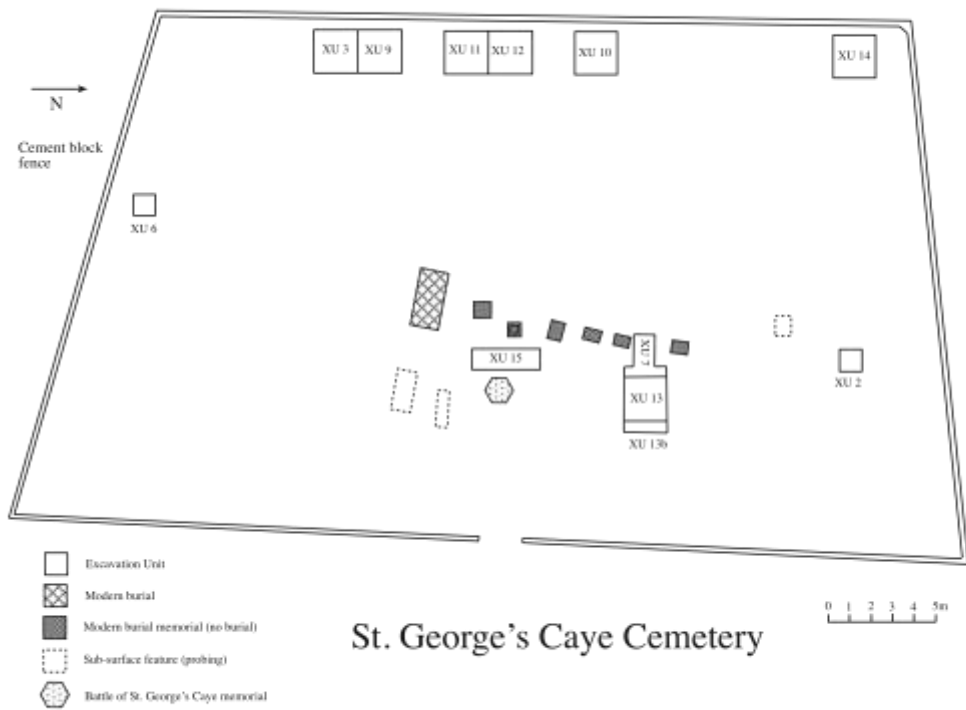 XU 3
XU 9
XU 11
XU 12
XU 10
XU 14
N
Cement block
fence
XU 6
XU 15
XU 7
XU 2
XU 13
XU 13b
Excavation Unit
Modern burial
Modern burial memorial (no burial)
Sub-surface feature (probing)
Battle of St. George's Caye memorial
0 1 2 3 4 5m
St. George's Caye Cemetery